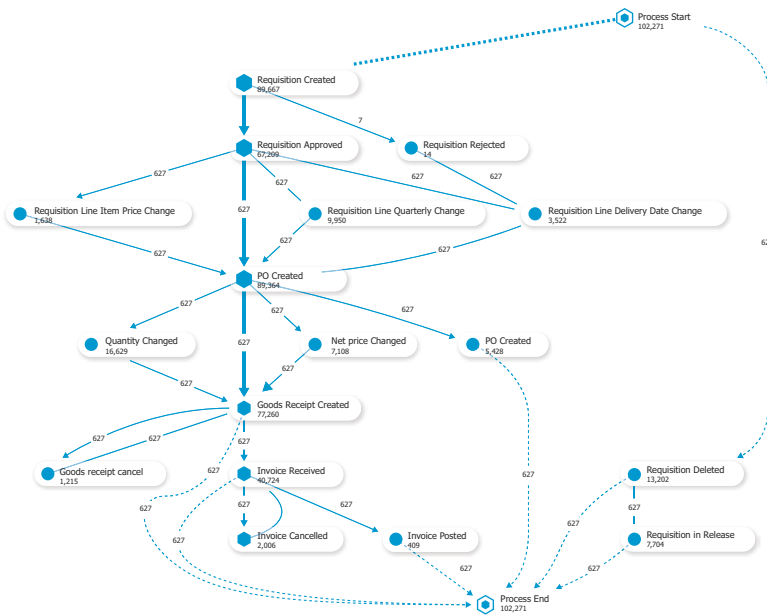 Process Start
102,271
Requisition Created
89,667
7
Requisition Approved
67,209
Requisition Rejected
14
627
627
627
627
627
Requisition Line Item Price Change
1,638
Requisition Line Quarterly Change
9,950
Requisition Line Delivery Date Change
3,522
627
627
627
62
PO Created
89,364
627
627
627
627
Quantity Changed
16,629
Net price Changed
7,108
PO Created
5,428
627
627
Goods Receipt Created
77,260
627
627
627
627
627
Goods receipt cancel
1,215
Invoice Received
40,724
Requisition Deleted
13,202
627
627
627
627
627
627
Invoice Cancelled
2,006
Invoice Posted
409
Requisition in Release
7,704
627
627
Process End
102,271